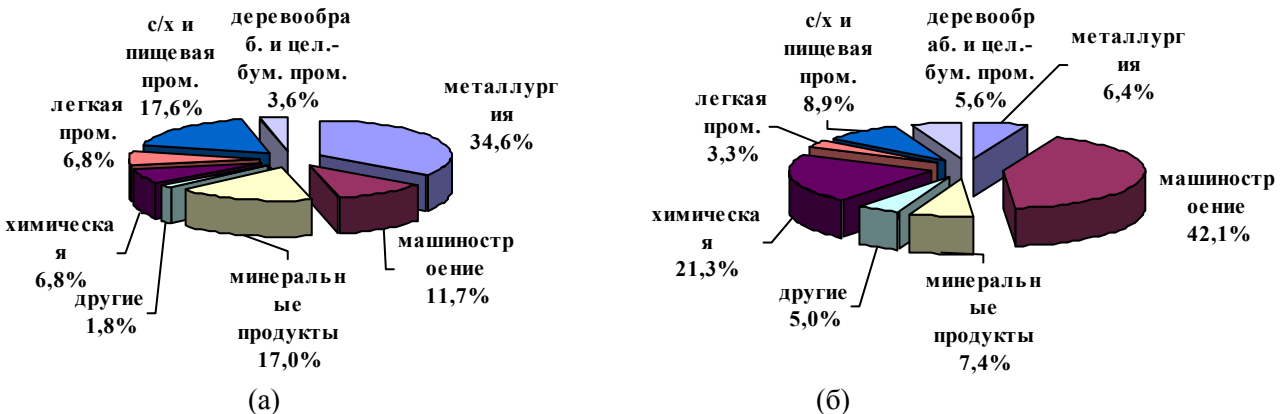 с/х и
пищевая
пром.
17,6%
деревообра
б. и цел.-
бум. пром.
3,6%
металлург
ия
34,6%
легкая
пром.
6,8%
химическа
я
6,8%
другие
1,8%
минеральн
ые
продукты
17,0%
машиностр
оение
11,7%
(а)
с/х и
пищевая
пром.
8,9%
деревообр
аб. и цел.-
бум. пром.
5,6%
металлург
ия
6,4%
легкая
пром.
3,3%
машиностр
оение
42,1%
химическа
я
21,3%
другие
5,0%
минеральн
ые
продукты
7,4%
(б)